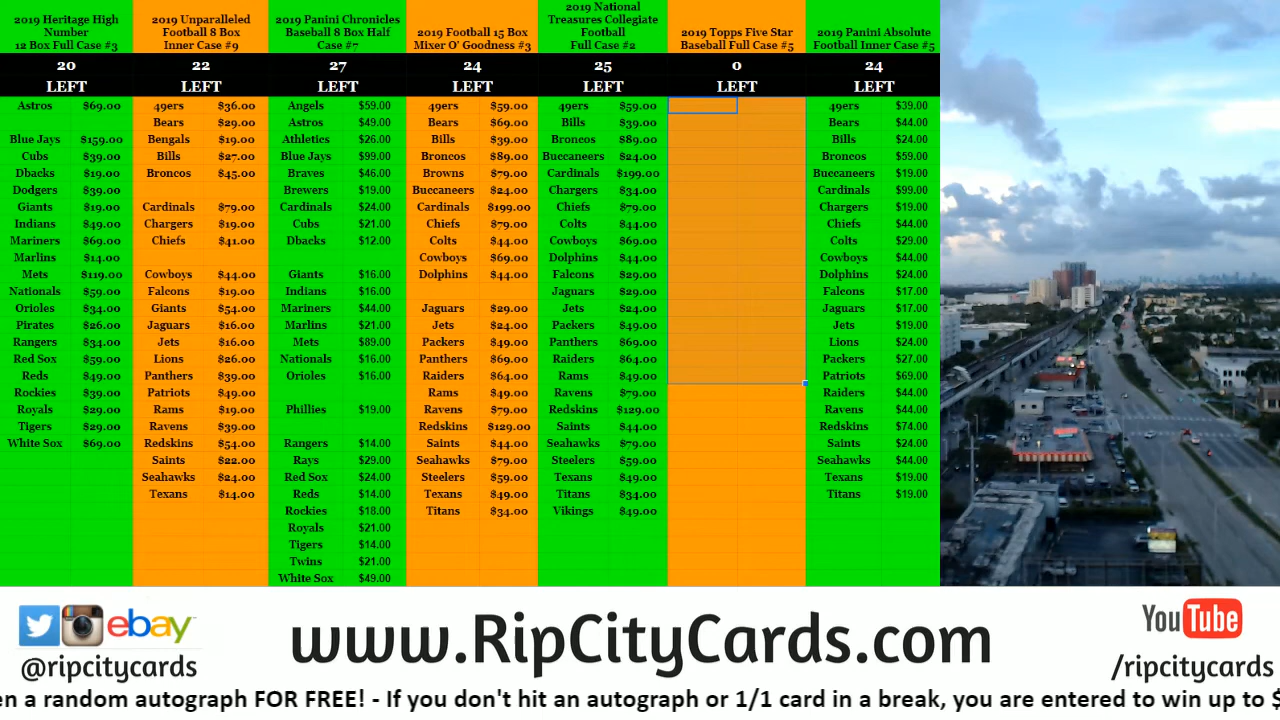 2019 Heritage High
Number
12 Box Full Case #3
20
LEFT
Astros $69.00
Blue Jays $159.00
Cubs $39.00
Dbacks $19.00
Dodgers $39.00
Giants $19.00
Indians $49.00
Mariners $69.00
Marlins $14.00
Mets $119.00
Nationals $59.00
Orioles $34.00
Pirates $26.00
Rangers $34.00
Red Sox $59.00
Reds $49.00
Rockies $39.00
Royals $29.00
Tigers $29.00
White Sox $69.00
2019 Unparalleled
Football 8 Box
Inner Case #9
22
LEFT
49ers $36.00
Bears $29.00
Bengals $19.00
Bills $27.00
Broncos $45.00
Cardinals $79.00
Chargers $19.00
Chiefs $41.00
Cowboys $44.00
Falcons $19.00
Giants $54.00
Jaguars $16.00
Jets $16.00
Lions $26.00
Panthers $39.00
Patriots $49.00
Rams $19.00
Ravens $39.00
Redskins $54.00
Saints $22.00
Seahawks $24.00
Texans $14.00
2019 Panini Chronicles
Baseball 8 Box Half
Case #7
27
LEFT
Angels $59.00
Astros $49.00
Athletics $26.00
Blue Jays $99.00
Braves $46.00
Brewers $19.00
Cardinals $24.00
Cubs $21.00
Dbacks $12.00
Giants $16.00
Indians $16.00
Mariners $44.00
Marlins $21.00
Mets $89.00
Nationals $16.00
Orioles $16.00
Phillies $19.00
Rangers $14.00
Rays $29.00
Red Sox $24.00
Reds $14.00
Rockies $18.00
Royals $21.00
Tigers $14.00
Twins $21.00
White Sox $49.00
2019 Football 15 Box
Mixer O' Goodness #3
24
LEFT
49ers $59.00
Bears $69.00
Bills $39.00
Broncos $89.00
Browns $79.00
Buccaneers $24.00
Cardinals $199.00
Chiefs $79.00
Colts $44.00
Cowboys $69.00
Dolphins $44.00
Jaguars $29.00
Jets $24.00
Packers $49.00
Panthers $69.00
Raiders $64.00
Rams $49.00
Ravens $79.00
Redskins $129.00
Saints $44.00
Seahawks $79.00
Steelers $59.00
Texans $49.00
Titans $34.00
2019 National
Treasures Collegiate
Football
Full Case #2
25
LEFT
49ers $59.00
Bills $39.00
Broncos $89.00
Buccaneers $24.00
Cardinals $199.00
Chargers $34.00
Chiefs $79.00
Colts $44.00
Cowboys $69.00
Dolphins $44.00
Falcons $29.00
Jaguars $29.00
Jets $24.00
Packers $49.00
Panthers $69.00
Raiders $64.00
Rams $49.00
Ravens $79.00
Redskins $129.00
Saints $44.00
Seahawks $79.00
Steelers $59.00
Texans $49.00
Titans $34.00
Vikings $49.00
2019 Topps Five Star
Baseball Full Case #5
0
LEFT
2019 Panini Absolute
Football Inner Case #5
24
LEFT
49ers $39.00
Bears $44.00
Bills $24.00
Broncos $59.00
Buccaneers $19.00
Cardinals $99.00
Chargers $19.00
Chiefs $44.00
Colts $29.00
Cowboys $44.00
Dolphins $24.00
Falcons $17.00
Jaguars $17.00
Jets $19.00
Lions $24.00
Packers $27.00
Patriots $69.00
Raiders $44.00
Ravens $44.00
Redskins $74.00
Saints $24.00
Seahawks $44.00
Texans $19.00
Titans $19.00
ebay
@ripcitycards
www.RipCityCards.com
YouTube
/ripcitycards
en a random autograph FOR FREE! - If you don't hit an autograph or 1/1 card in a break, you are entered to win up to $